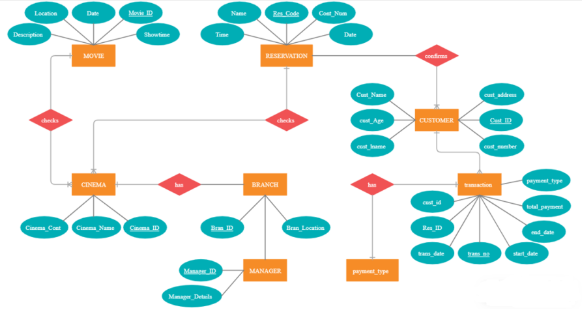 Location
Date
Movie_ID
Name
Res_Code
Cont_Num
Description
Showtime
Time
Date
MOVIE
RESERVATION
confirms
Cust_Name
cust_address
checks
checks
cust_Age
CUSTOMER
Cust_ID
cust_lname
cust_number
CINEMA
has
BRANCH
has
transaction
payment_type
cust_id
total_payment
Cinema_Cont
Cinema_Name
Cinema_ID
Bran_ID
Bran_Location
Res_ID
end_date
trans_date
trans_no
start_date
Manager_ID
MANAGER
payment_type
Manager_Details